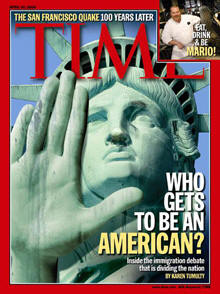 THE SAN FRANCISCO QUAKE 100 YEARS LATER
EAT,
DRINK
& BE
MARIO!
TIME
WHO
GETS
TO BE AN
AMERICAN?
Inside the immigration debate
that is dividing the nation
BY KAREN TUMULTY